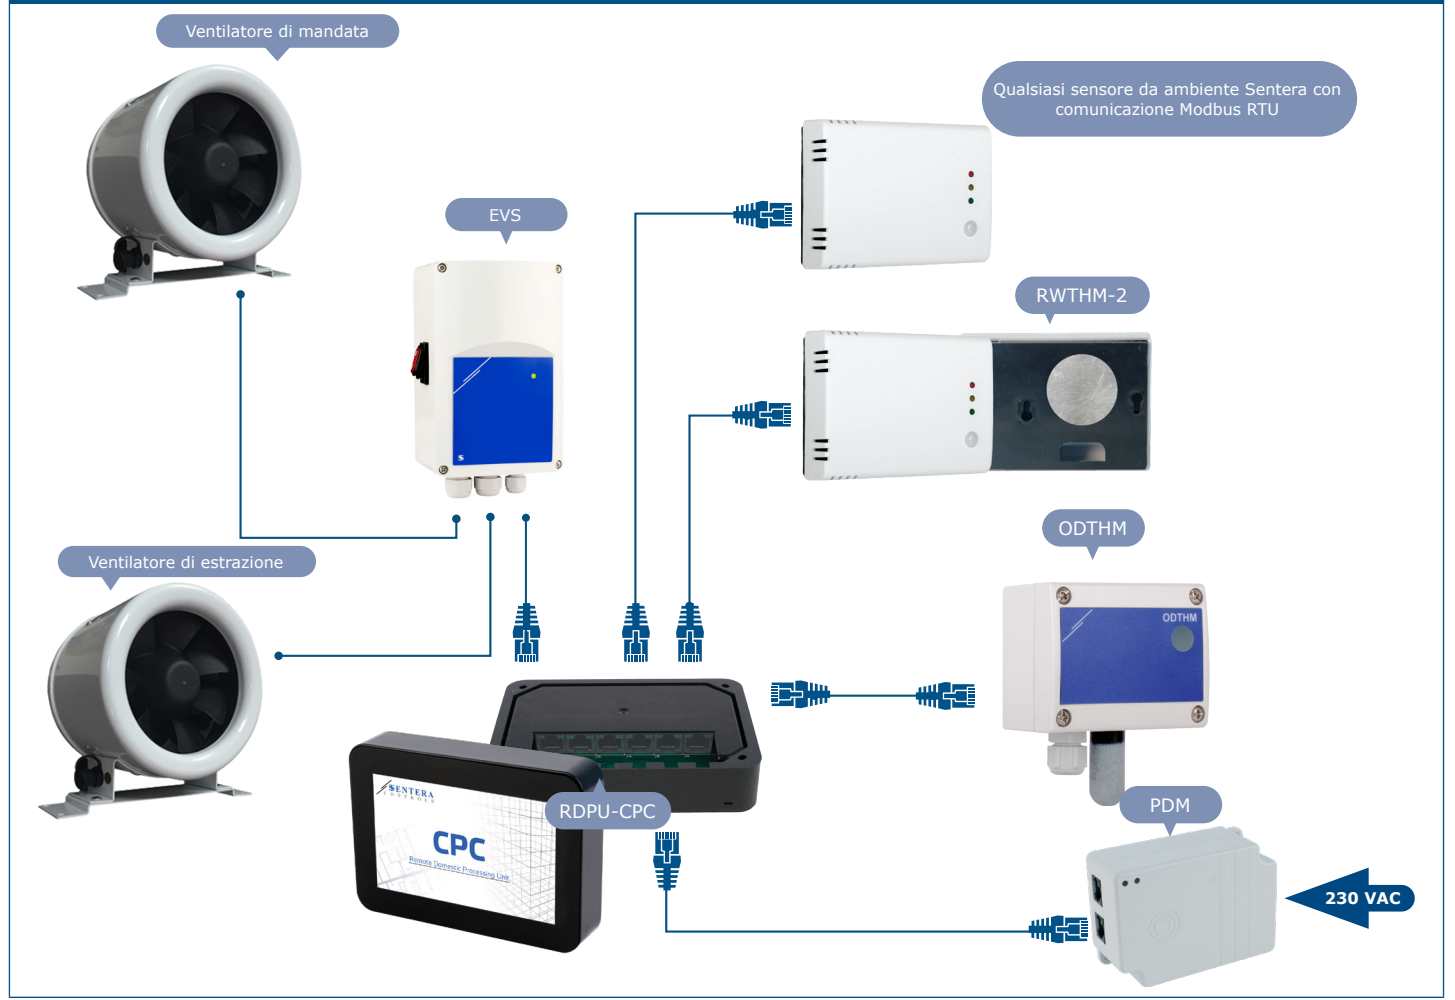 Ventilatore di mandata
Qualsiasi sensore da ambiente Sentera con
comunicazione Modbus RTU
EVS
RWTHM-2
ODTHM
Ventilatore di estrazione
ODTHM
PDM
RDPU-CPC
SENTERA
CONTROLS
CPC
Remote Domestic Processing Unit
230 VAC